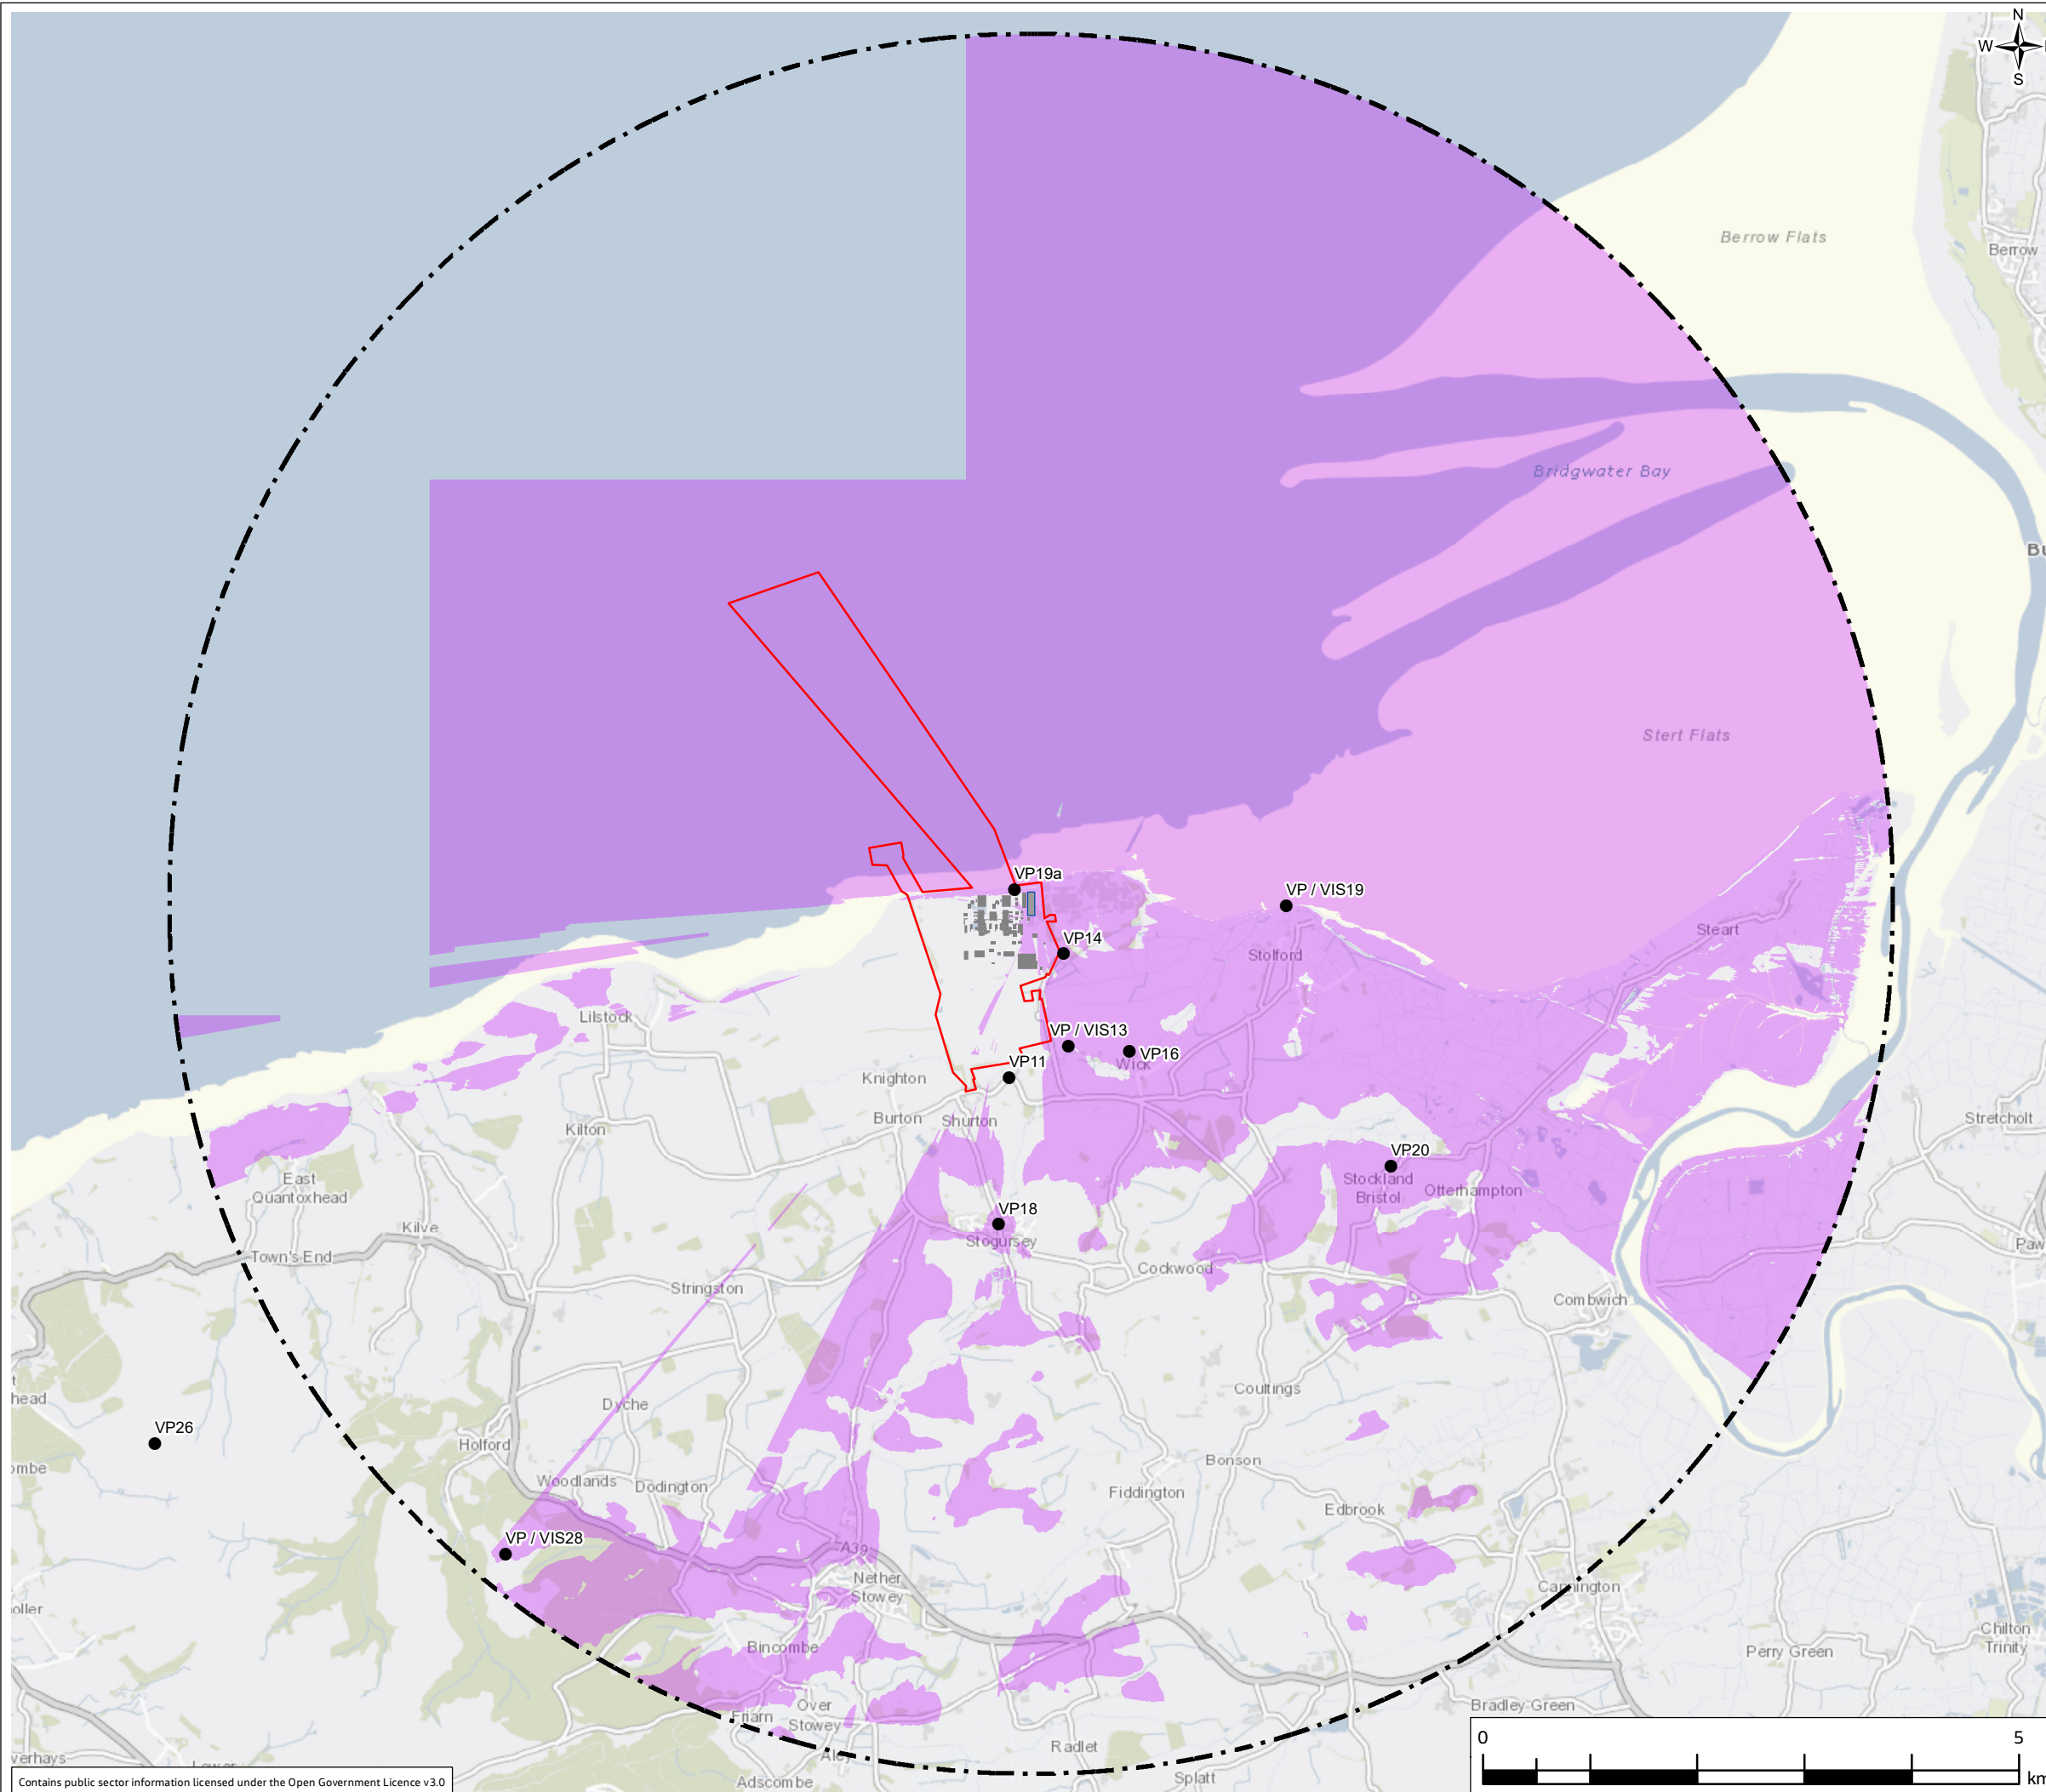 N
W
S
Berrow Flats
Berrow
Bridgwater Bay
Stert Flats
VP19a
VP / VIS19
VP14
Stolford
Steart
Lilstock
VP / VIS13
VP16
Wick
VP11
Knighton
Burton
Shurton
Kilton
Stretcholt
VP20
Stockland
Bristol
Otterhampton
East
Quantoxhead
VP18
Stogursey
Kilve
Town's End
Cockwood
Stringston
Combwich
Coultings
Dyche
VP26
Holford
Woodlands
Dodington
Bonson
Fiddington
Edbrook
VP / VIS28
A39
Nether
Stowey
Cannington
Bincombe
Perry Green
Chilton
Trinity
Over
Stowey
Friarn
Bradley Green
Radlet
Aley
Adscombe
Splatt
0
5
km
Contains public sector information licensed under the Open Government Licence v3.0